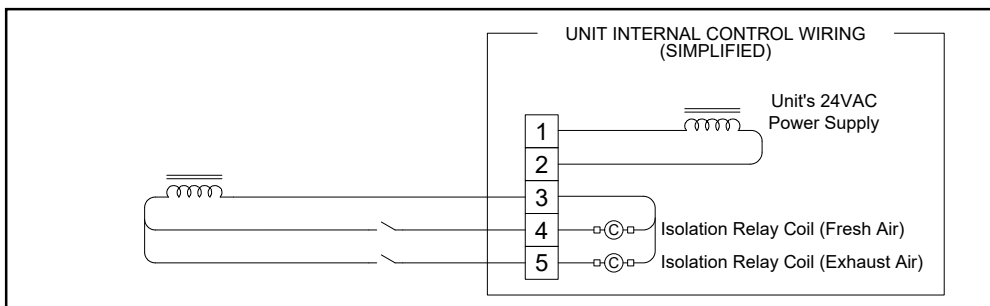 UNIT INTERNAL CONTROL WIRING
(SIMPLIFIED)
Unit's 24VAC
Power Supply
1
2
3
4
C
Isolation Relay Coil (Fresh Air)
5
C
Isolation Relay Coil (Exhaust Air)